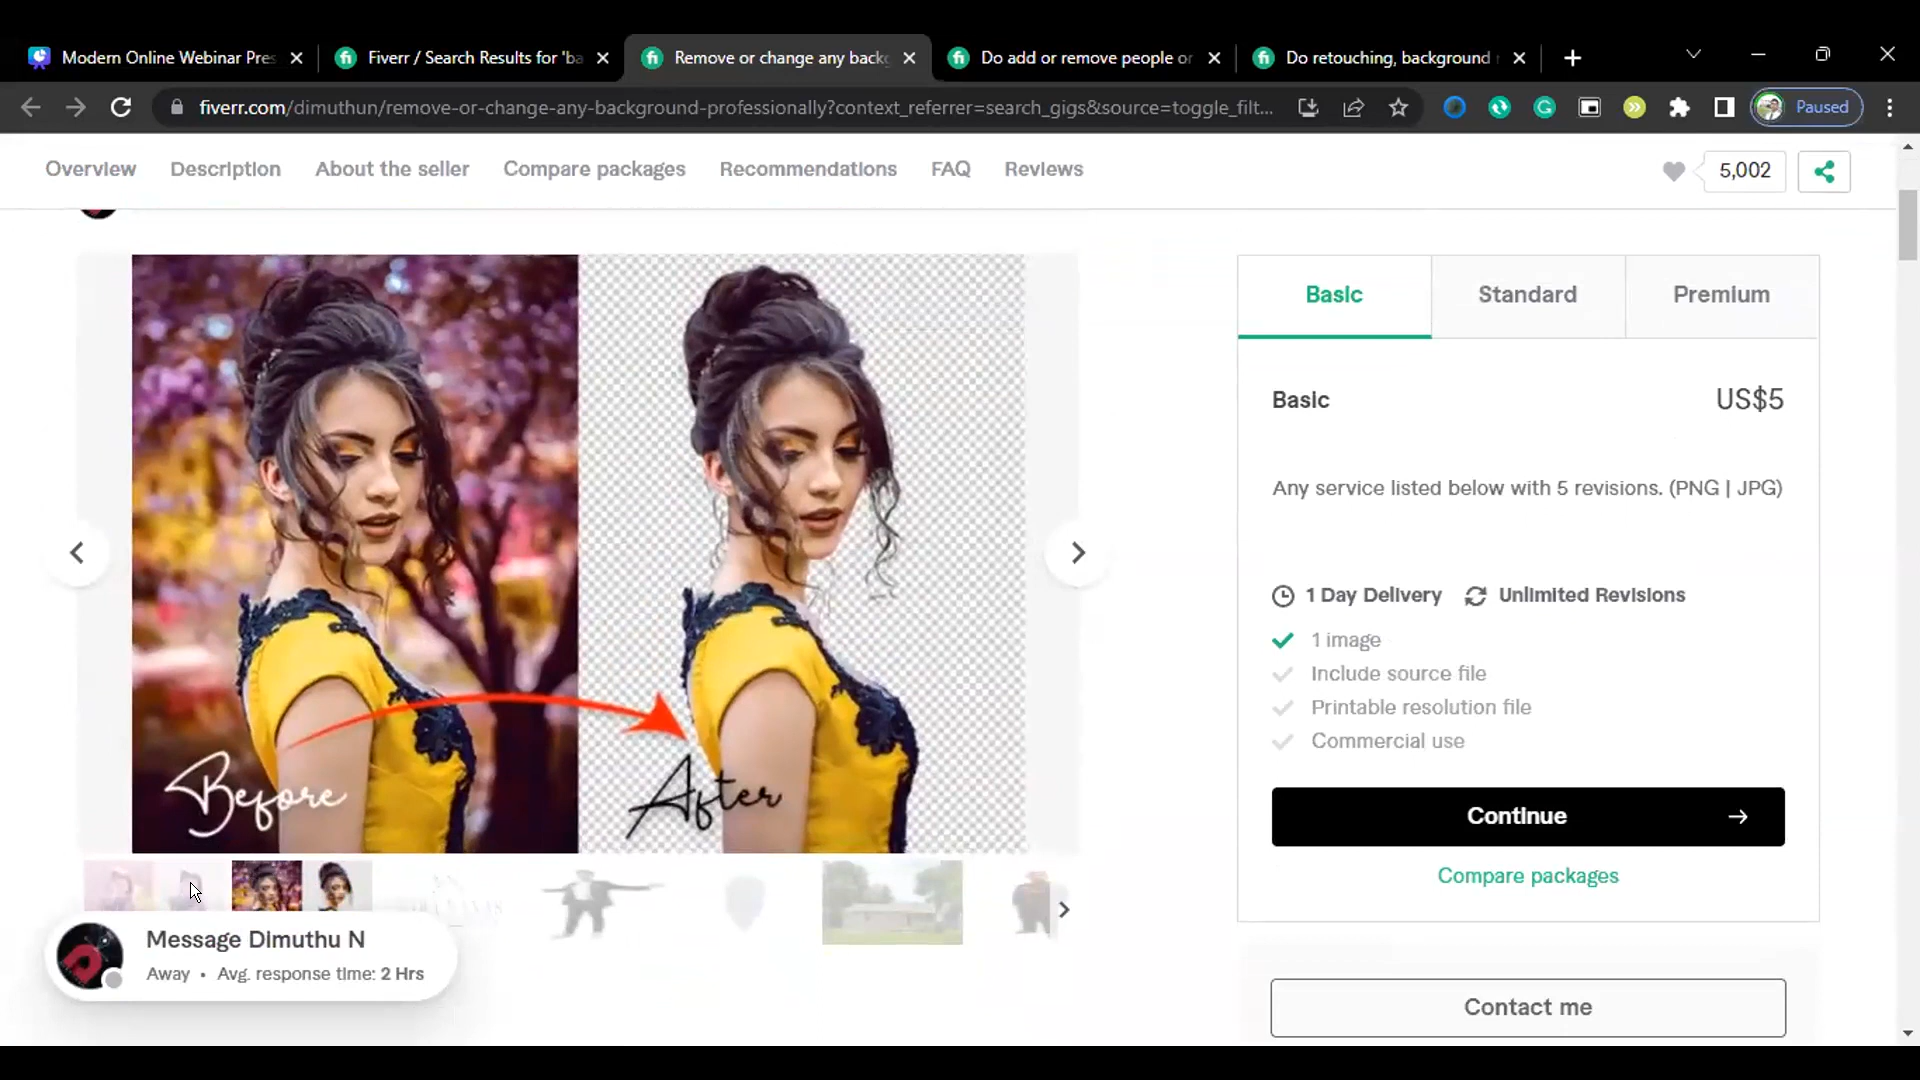 Modern Online Webinar Pres
Fiverr / Search Results for 'ba
Remove or change any backg
Do add or remove people or
Do retouching, background r
fiverr.com/dimuthun/remove-or-change-any-background-professionally?context_referrer=search_gigs&source=toggle_filt...
Paused
Overview
Description
About the seller
Compare packages
Recommendations
FAQ
Reviews
5,002
Before
After
Basic
Standard
Premium
Basic
US$5
Any service listed below with 5 revisions. (PNG | JPG)
1 Day Delivery
Unlimited Revisions
1 image
Include source file
Printable resolution file
Commercial use
Continue
Compare packages
Contact me
Message Dimuthu N
Away • Avg. response time: 2 Hrs